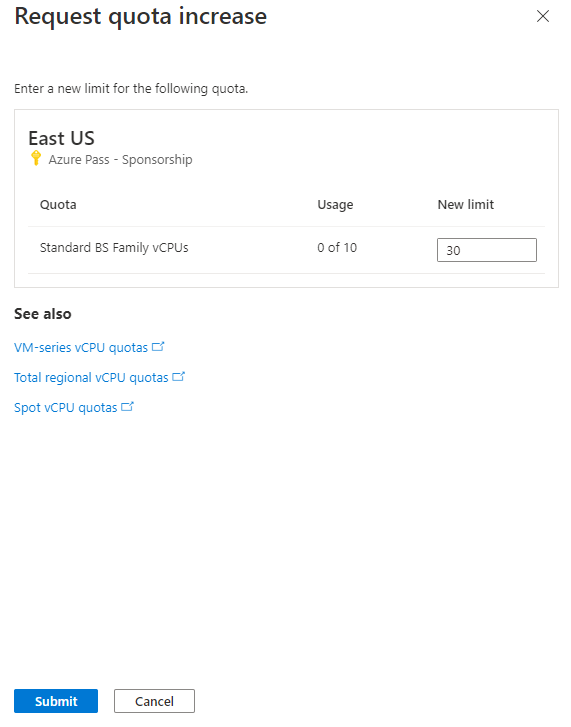 Request quota increase
Enter a new limit for the following quota.
East US
Azure Pass - Sponsorship
Quota Usage New limit
Standard BS Family vCPUs 0 of 10 30
See also
VM-series vCPU quotas
Total regional vCPU quotas
Spot vCPU quotas
Submit Cancel